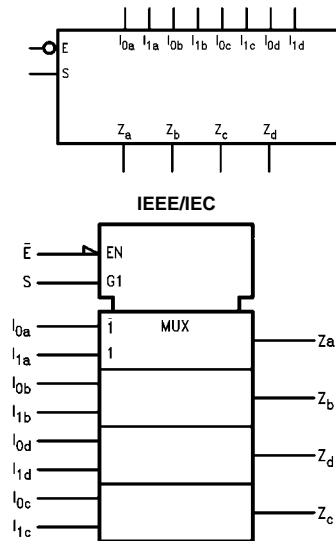 E I0a I1a I0b I1b I0c I1c I0d I1d
S
Za Zb Zc Zd
IEEE/IEC
Ē EN
S G1
I0a 1̄ MUX Za
I1a 1
I0b Zb
I1b
I0d Zd
I1d
I0c Zc
I1c